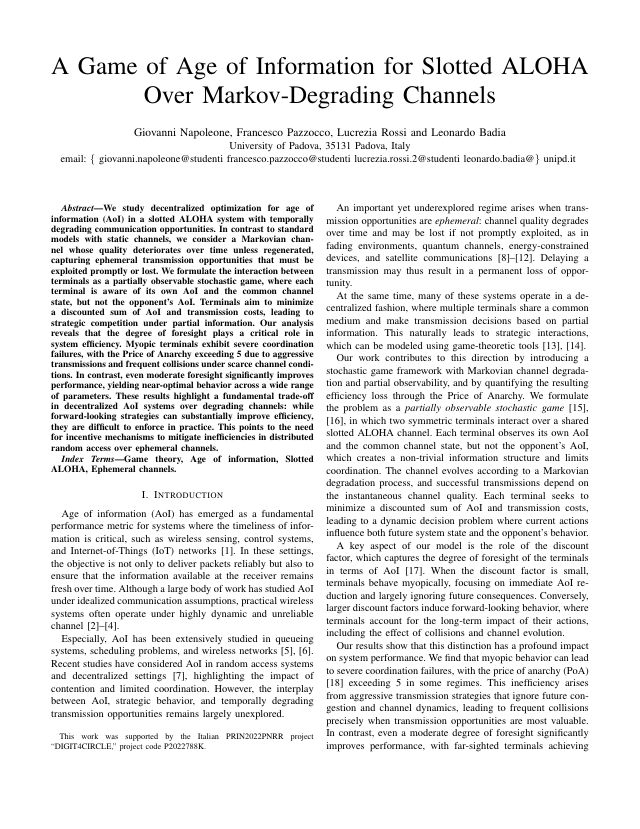 A Game of Age of Information for Slotted ALOHA
Over Markov-Degrading Channels
Giovanni Napoleone, Francesco Pazzocco, Lucrezia Rossi and Leonardo Badia
University of Padova, 35131 Padova, Italy
email: { giovanni.napoleone@studenti francesco.pazzocco@studenti lucrezia.rossi.2@studenti leonardo.badia@} unipd.it
Abstract—We study decentralized optimization for age of
information (AoI) in a slotted ALOHA system with temporally
degrading communication opportunities. In contrast to standard
models with static channels, we consider a Markovian chan-
nel whose quality deteriorates over time unless regenerated,
capturing ephemeral transmission opportunities that must
be exploited promptly or lost. We formulate the interaction between
terminals as a partially observable stochastic game, where each
terminal is aware of its own AoI and the common channel
state, but not the opponent's AoI. Terminals aim to minimize
a discounted sum of AoI and transmission costs, leading to
strategic competition under partial information. Our analysis
reveals that the degree of foresight plays a critical role in
system efficiency. Myopic terminals exhibit severe coordination
failures, with the Price of Anarchy exceeding 5 due to aggressive
transmissions and frequent collisions under scarce channel condi-
tions. In contrast, even moderate foresight significantly improves
performance, yielding near-optimal behavior across a wide range
of parameters. These results highlight a fundamental trade-off
in decentralized AoI systems over degrading channels: while
forward-looking strategies can substantially improve efficiency,
they are difficult to enforce in practice. This points to the need
for incentive mechanisms to mitigate inefficiencies in distributed
random access over ephemeral channels.
Index Terms—Game theory, Age of information, Slotted
ALOHA, Ephemeral channels.
I. INTRODUCTION
Age of information (AoI) has emerged as a fundamental
performance metric for systems where the timeliness of infor-
mation is critical, such as wireless sensing, control systems,
and Internet-of-Things (IoT) networks [1]. In these settings,
the objective is not only to deliver packets reliably but also to
ensure that the information available at the receiver remains
fresh over time. Although a large body of work has studied AoI
under idealized communication assumptions, practical wireless
systems often operate under highly dynamic and unreliable
channel [2]–[4].
Especially, AoI has been extensively studied in queueing
systems, scheduling problems, and wireless networks [5], [6].
Recent studies have considered AoI in random access systems
and decentralized settings [7], highlighting the impact of
contention and limited coordination. However, the interplay
between AoI, strategic behavior, and temporally degrading
transmission opportunities remains largely unexplored.
This work was supported by the Italian PRIN2022PNRR project
"DIGIT4CIRCLE," project code P2022788K.
An important yet underexplored regime arises when trans-
mission opportunities are ephemeral: channel quality degrades
over time and may be lost if not promptly exploited, as in
fading environments, quantum channels, energy-constrained
devices, and satellite communications [8]–[12]. Delaying a
transmission may thus result in a permanent loss of oppor-
tunity.
At the same time, many of these systems operate in a de-
centralized fashion, where multiple terminals share a common
medium and make transmission decisions based on partial
information. This naturally leads to strategic interactions,
which can be modeled using game-theoretic tools [13], [14].
Our work contributes to this direction by introducing a
stochastic game framework with Markovian channel degrada-
tion and partial observability, and by quantifying the resulting
efficiency loss through the Price of Anarchy. We formulate
the problem as a partially observable stochastic game [15],
[16], in which two symmetric terminals interact over a shared
slotted ALOHA channel. Each terminal observes its own AoI
and the common channel state, but not the opponent's AoI,
which creates a non-trivial information structure and limits
coordination. The channel evolves according to a Markovian
degradation process, and successful transmissions depend on
the instantaneous channel quality. Each terminal seeks to
minimize a discounted sum of AoI and transmission costs,
leading to a dynamic decision problem where current actions
influence both future system state and the opponent's behavior.
A key aspect of our model is the role of the discount
factor, which captures the degree of foresight of the terminals
in terms of AoI [17]. When the discount factor is small,
terminals behave myopically, focusing on immediate AoI re-
duction and largely ignoring future consequences. Conversely,
larger discount factors induce forward-looking behavior, where
terminals account for the long-term impact of their actions,
including the effect of collisions and channel evolution.
Our results show that this distinction has a profound impact
on system performance. We find that myopic behavior can lead
to severe coordination failures, with the price of anarchy (PoA)
[18] exceeding 5 in some regimes. This inefficiency arises
from aggressive transmission strategies that ignore future con-
gestion and channel dynamics, leading to frequent collisions
precisely when transmission opportunities are most valuable.
In contrast, even a moderate degree of foresight significantly
improves performance, with far-sighted terminals achieving